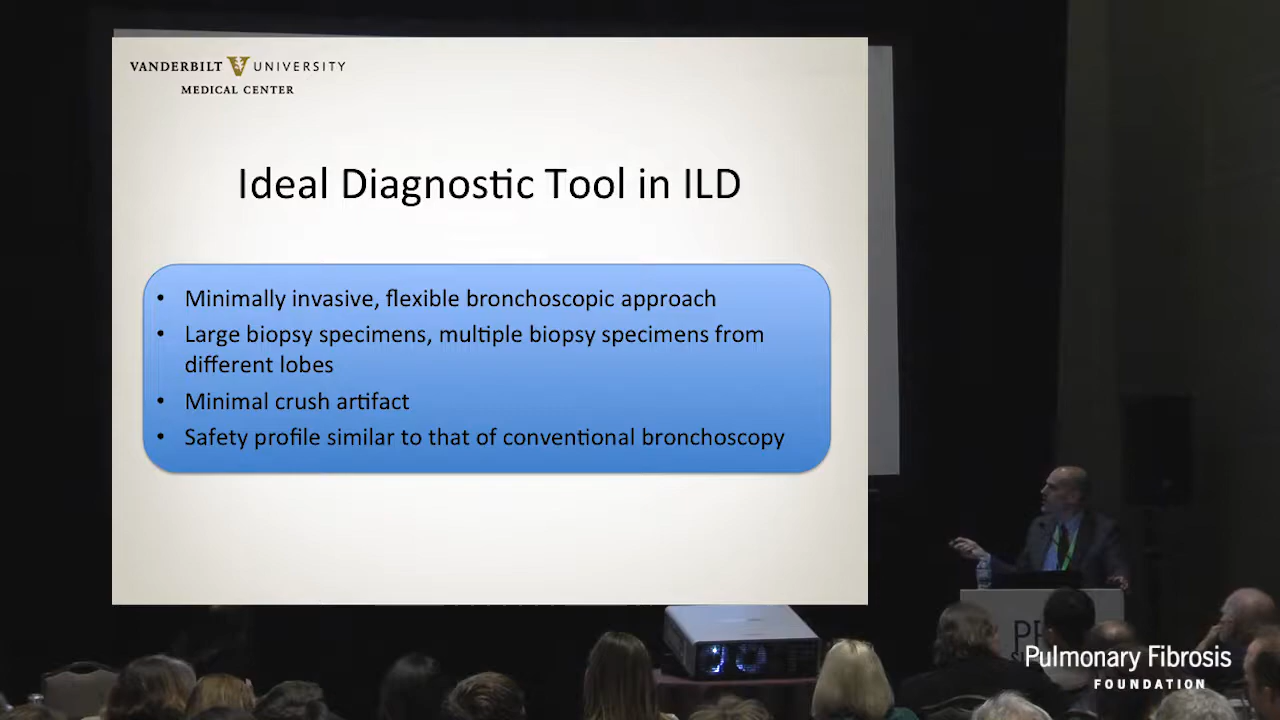 VANDERBILT V UNIVERSITY
MEDICAL CENTER
Ideal Diagnostic Tool in ILD
• Minimally invasive, flexible bronchoscopic approach
• Large biopsy specimens, multiple biopsy specimens from
different lobes
• Minimal crush artifact
• Safety profile similar to that of conventional bronchoscopy
Pulmonary Fibrosis
FOUNDATION